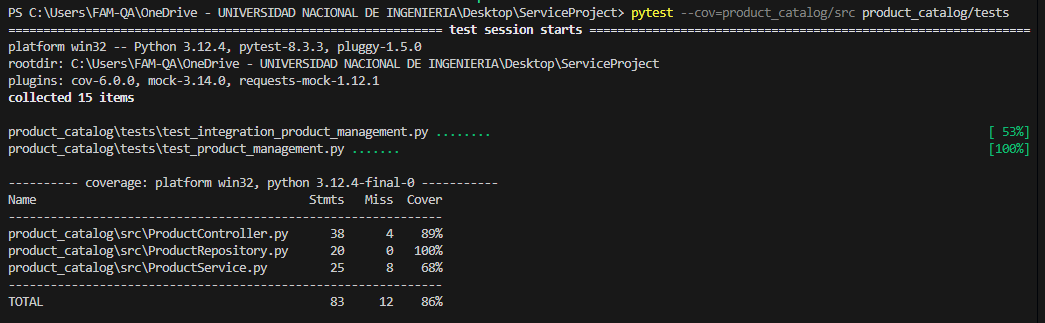 PS C:\Users\FAM-QA\OneDrive - UNIVERSIDAD NACIONAL DE INGENIERIA\Desktop\ServiceProject> pytest --cov=product_catalog/src product_catalog/tests
============================================================== test session starts ===============================================================
platform win32 -- Python 3.12.4, pytest-8.3.3, pluggy-1.5.0
rootdir: C:\Users\FAM-QA\OneDrive - UNIVERSIDAD NACIONAL DE INGENIERIA\Desktop\ServiceProject
plugins: cov-6.0.0, mock-3.14.0, requests-mock-1.12.1
collected 15 items
product_catalog\tests\test_integration_product_management.py ........ [ 53%]
product_catalog\tests\test_product_management.py ....... [100%]
---------- coverage: platform win32, python 3.12.4-final-0 -----------
Name Stmts Miss Cover
--------------------------------------------------------------
product_catalog\src\ProductController.py 38 4 89%
product_catalog\src\ProductRepository.py 20 0 100%
product_catalog\src\ProductService.py 25 8 68%
--------------------------------------------------------------
TOTAL 83 12 86%